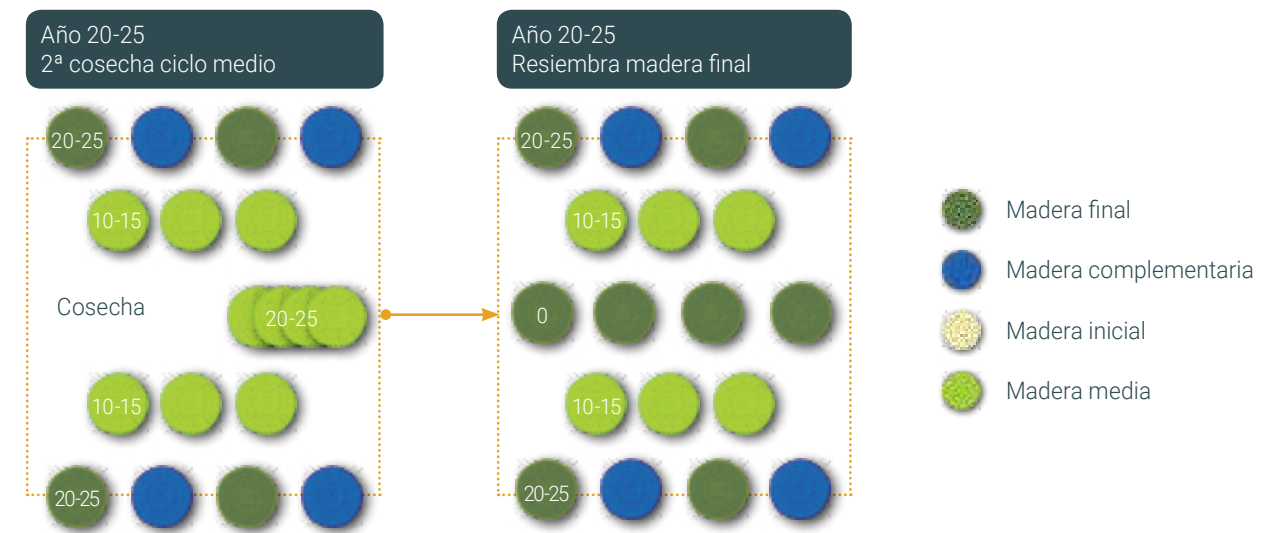 Año 20-25
2ª cosecha ciclo medio
20-25
10-15
Cosecha
20-25
10-15
20-25
Año 20-25
Resiembra madera final
20-25
10-15
0
10-15
20-25
Madera final
Madera complementaria
Madera inicial
Madera media